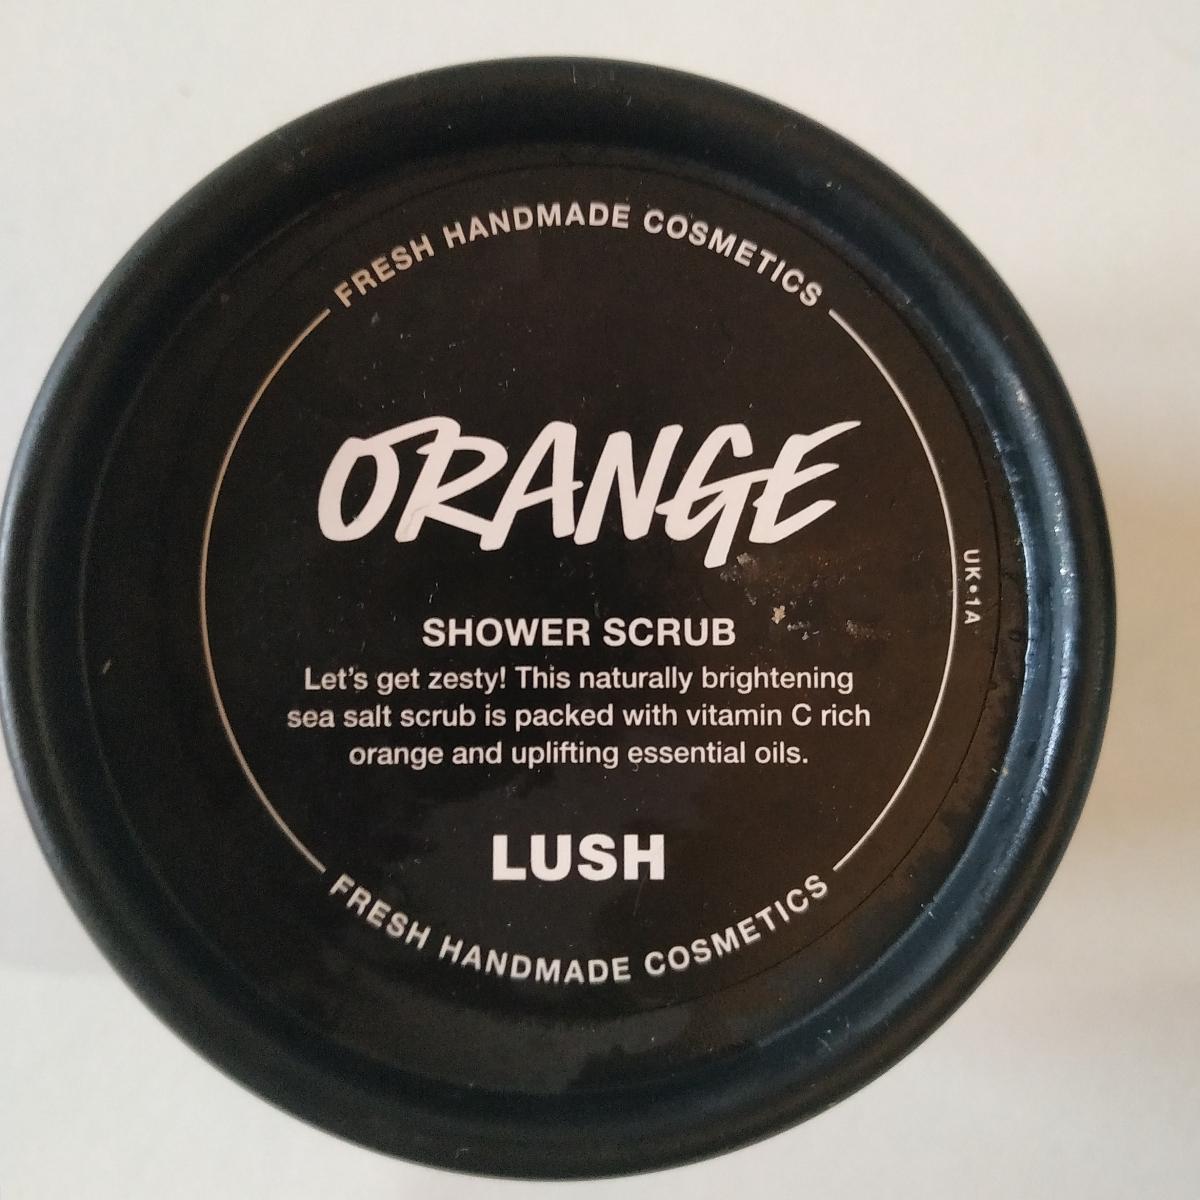 FRESH HANDMADE COSMETICS
ORANGE
SHOWER SCRUB
Let's get zesty! This naturally brightening
sea salt scrub is packed with vitamin C rich
orange and uplifting essential oils.
LUSH
FRESH HANDMADE COSMETICS
UK•1A